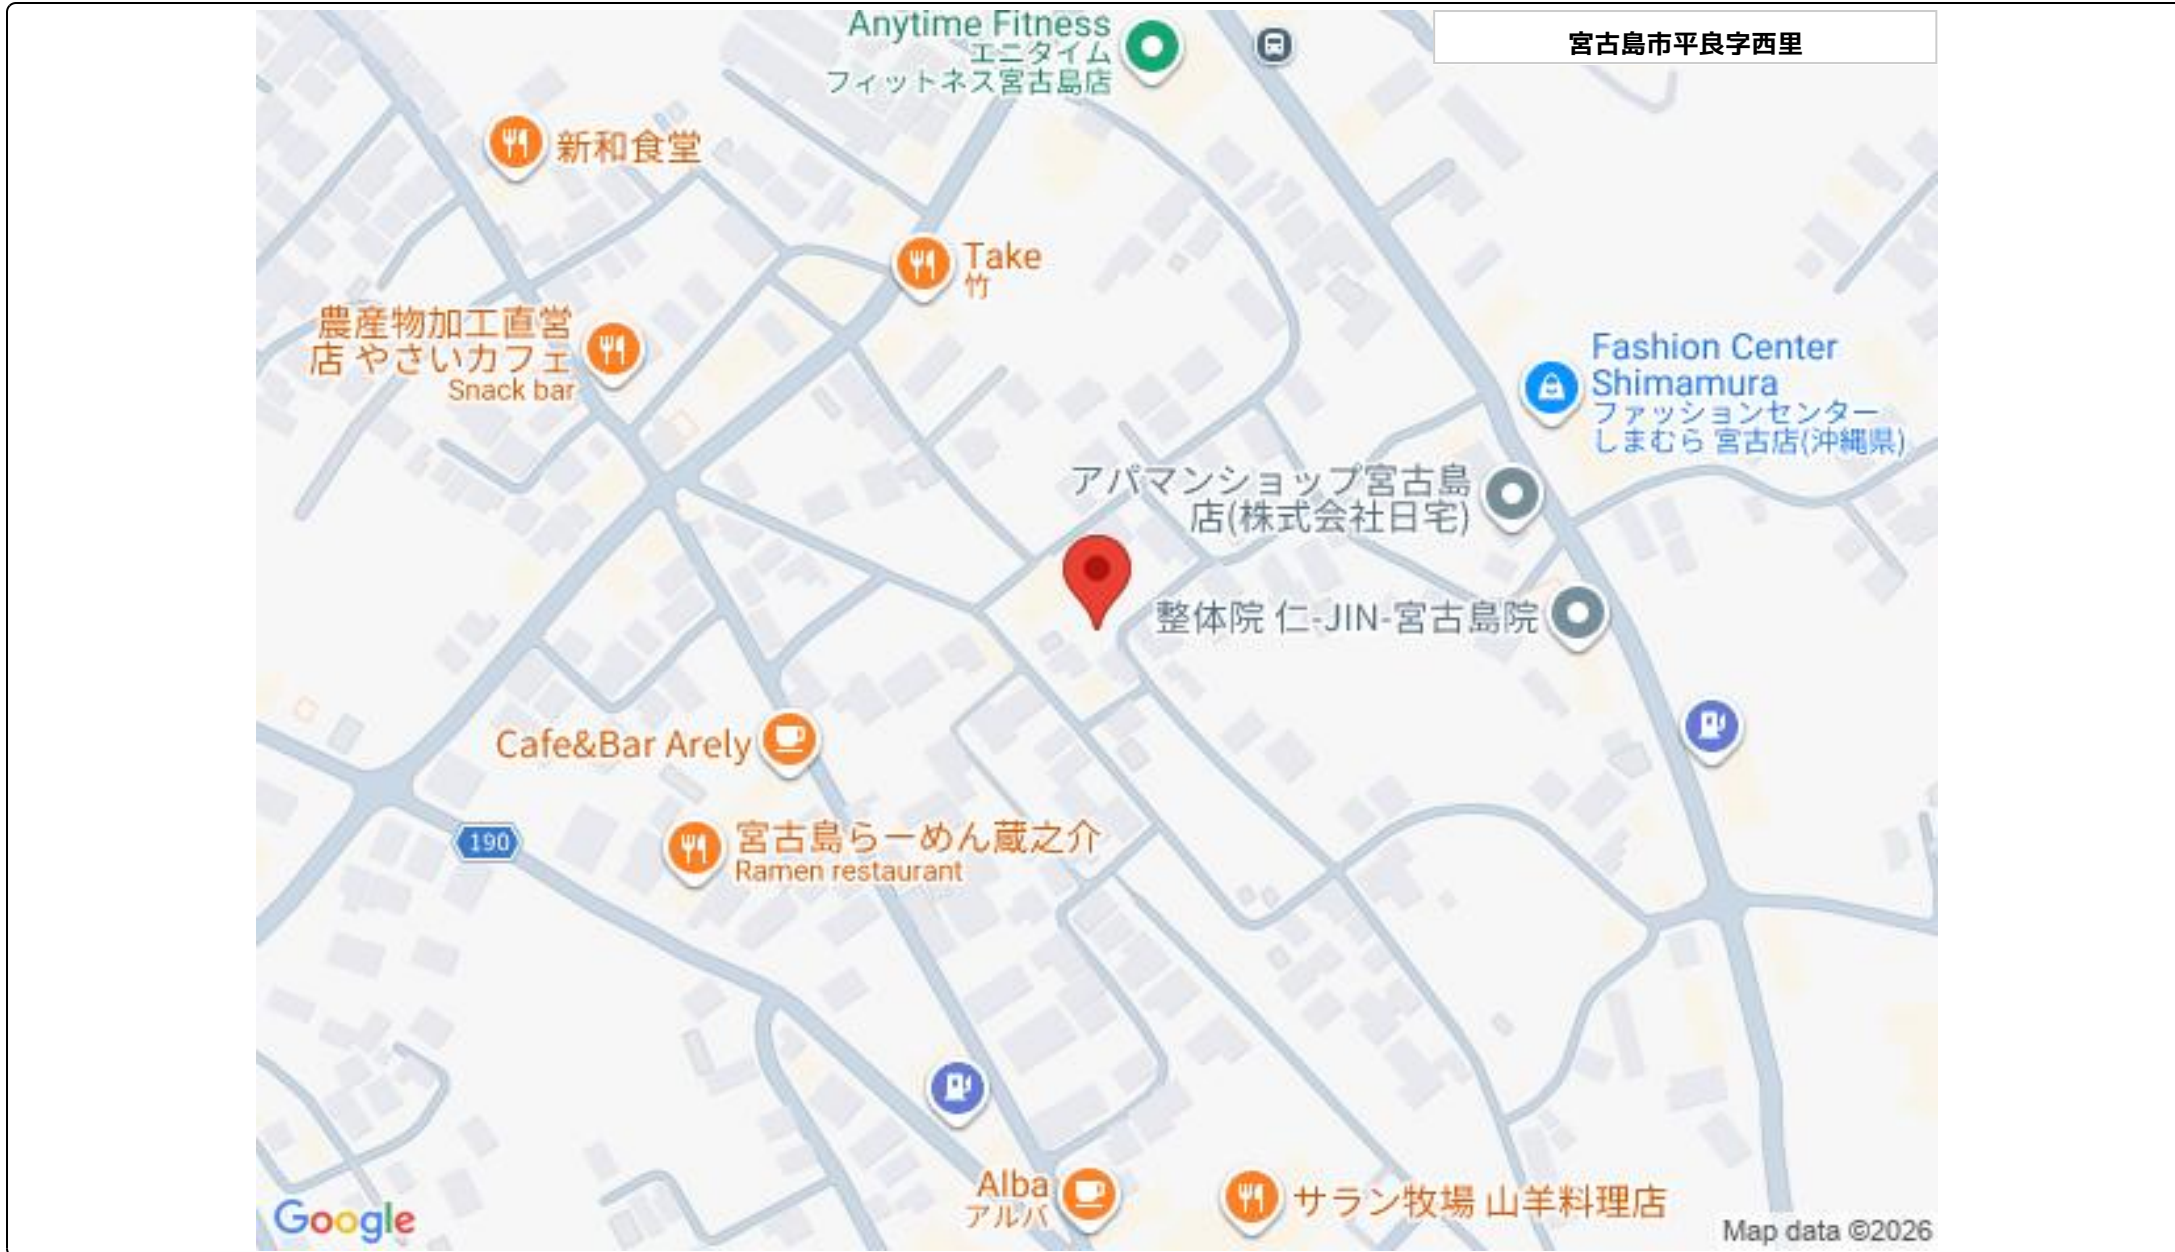 Anytime Fitness
エニタイム
フィットネス宮古島店
宮古島市平良字西里
新和食堂
Take
竹
農産物加工直営
店 やさいカフェ
Snack bar
Fashion Center
Shimamura
ファッションセンター
しまむら 宮古店(沖縄県)
アパマンショップ宮古島
店(株式会社日宅)
整体院 仁-JIN-宮古島院
Cafe&Bar Arely
190
宮古島らーめん蔵之介
Ramen restaurant
Alba
アルバ
サラン牧場 山羊料理店
Google
Map data ©2026